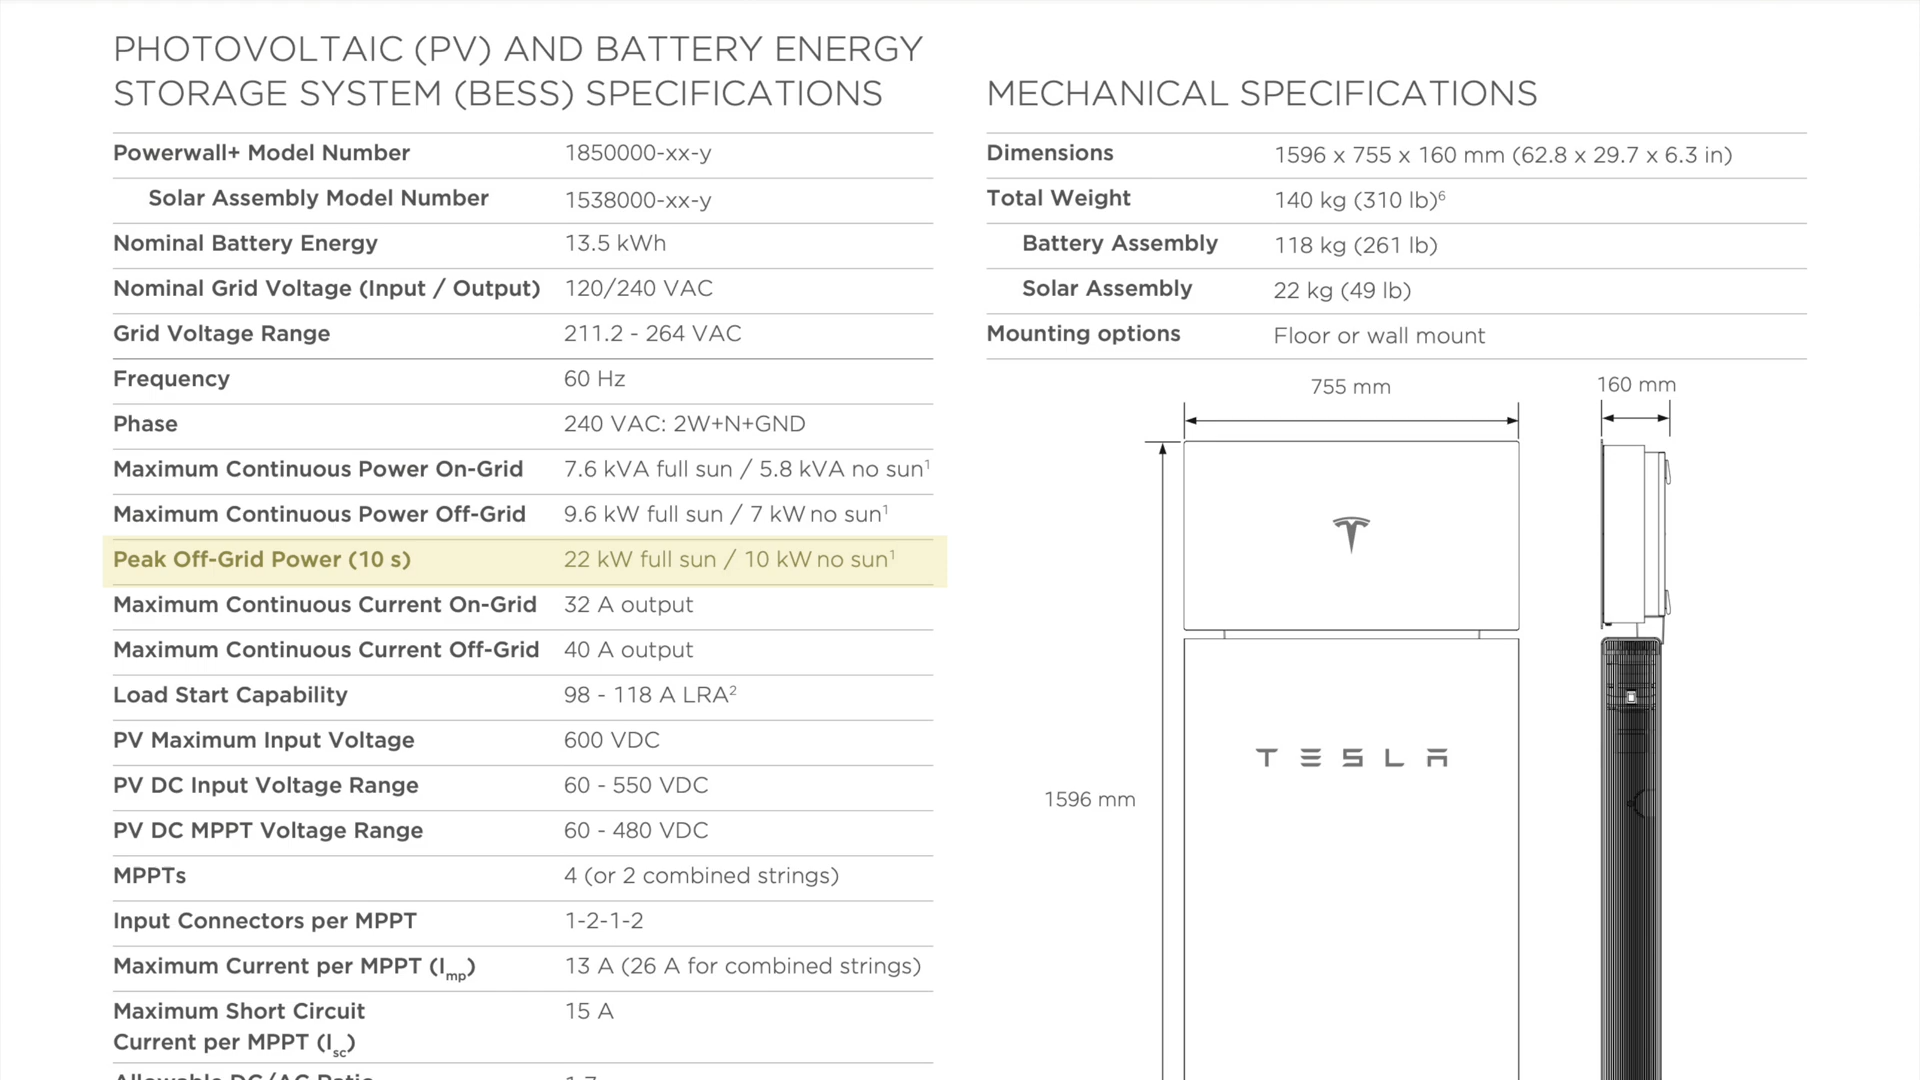 PHOTOVOLTAIC (PV) AND BATTERY ENERGY
STORAGE SYSTEM (BESS) SPECIFICATIONS
Powerwall+ Model Number 1850000-xx-y
Solar Assembly Model Number 1538000-xx-y
Nominal Battery Energy 13.5 kWh
Nominal Grid Voltage (Input / Output) 120/240 VAC
Grid Voltage Range 211.2 - 264 VAC
Frequency 60 Hz
Phase 240 VAC: 2W+N+GND
Maximum Continuous Power On-Grid 7.6 kVA full sun / 5.8 kVA no sun¹
Maximum Continuous Power Off-Grid 9.6 kW full sun / 7 kW no sun¹
Peak Off-Grid Power (10 s) 22 kW full sun / 10 kW no sun¹
Maximum Continuous Current On-Grid 32 A output
Maximum Continuous Current Off-Grid 40 A output
Load Start Capability 98 - 118 A LRA²
PV Maximum Input Voltage 600 VDC
PV DC Input Voltage Range 60 - 550 VDC
PV DC MPPT Voltage Range 60 - 480 VDC
MPPTs 4 (or 2 combined strings)
Input Connectors per MPPT 1-2-1-2
Maximum Current per MPPT (Imp) 13 A (26 A for combined strings)
Maximum Short Circuit 15 A
Current per MPPT (Isc)
Allowable DC/AC Ratio 1.7
MECHANICAL SPECIFICATIONS
Dimensions 1596 x 755 x 160 mm (62.8 x 29.7 x 6.3 in)
Total Weight 140 kg (310 lb)⁶
Battery Assembly 118 kg (261 lb)
Solar Assembly 22 kg (49 lb)
Mounting options Floor or wall mount
755 mm
160 mm
TESLA
1596 mm